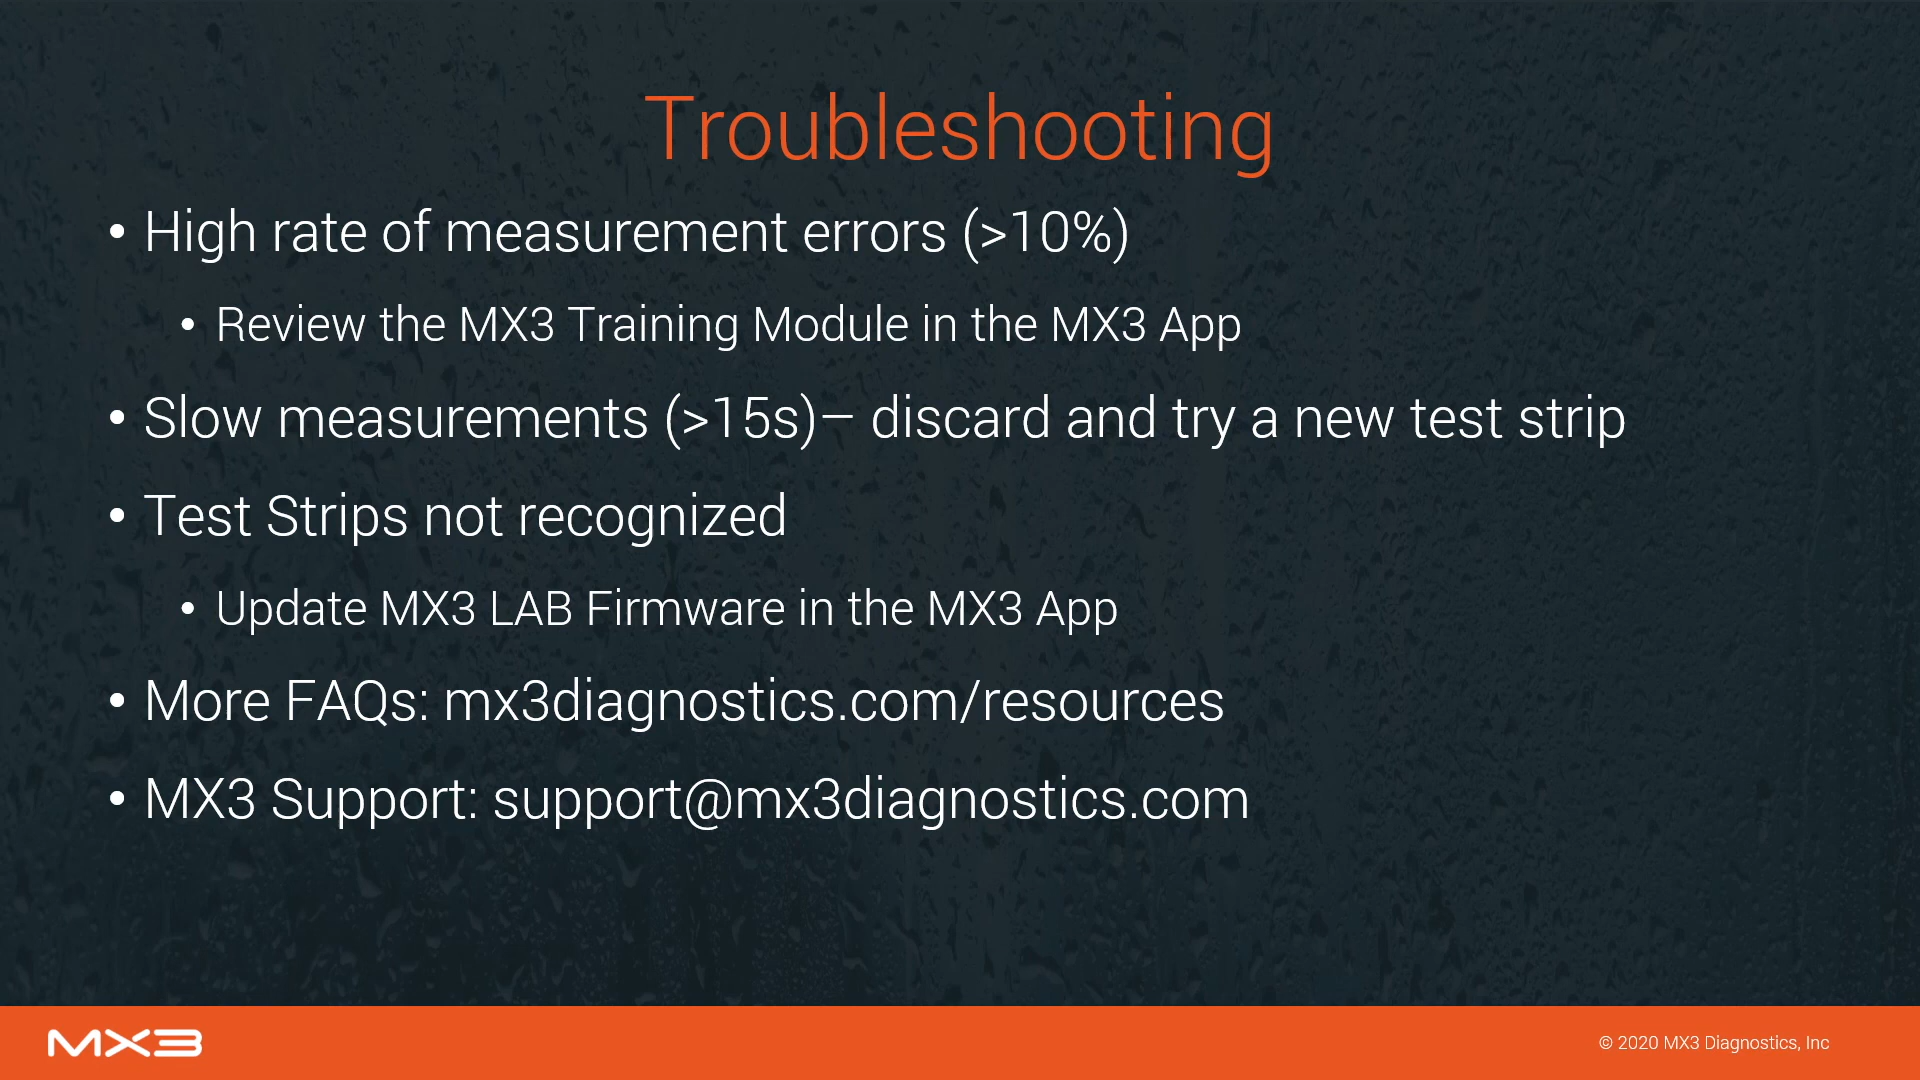 Troubleshooting
• High rate of measurement errors (>10%)
• Review the MX3 Training Module in the MX3 App
• Slow measurements (>15s)– discard and try a new test strip
• Test Strips not recognized
• Update MX3 LAB Firmware in the MX3 App
• More FAQs: mx3diagnostics.com/resources
• MX3 Support: support@mx3diagnostics.com
MX3
© 2020 MX3 Diagnostics, Inc